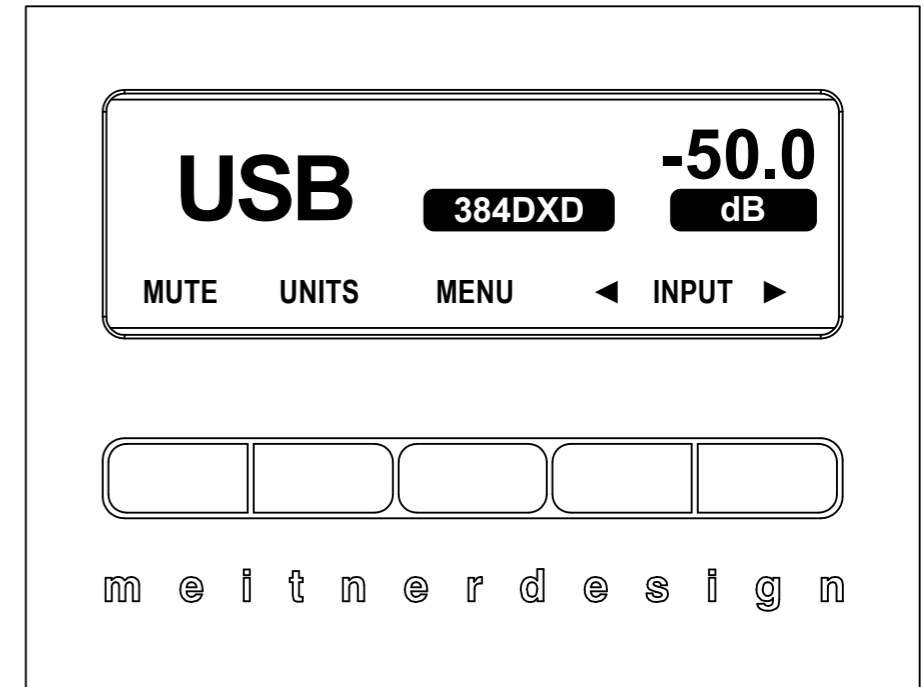 USB -50.0
384DXD dB
MUTE UNITS MENU ◄ INPUT ►
meitnerdesign